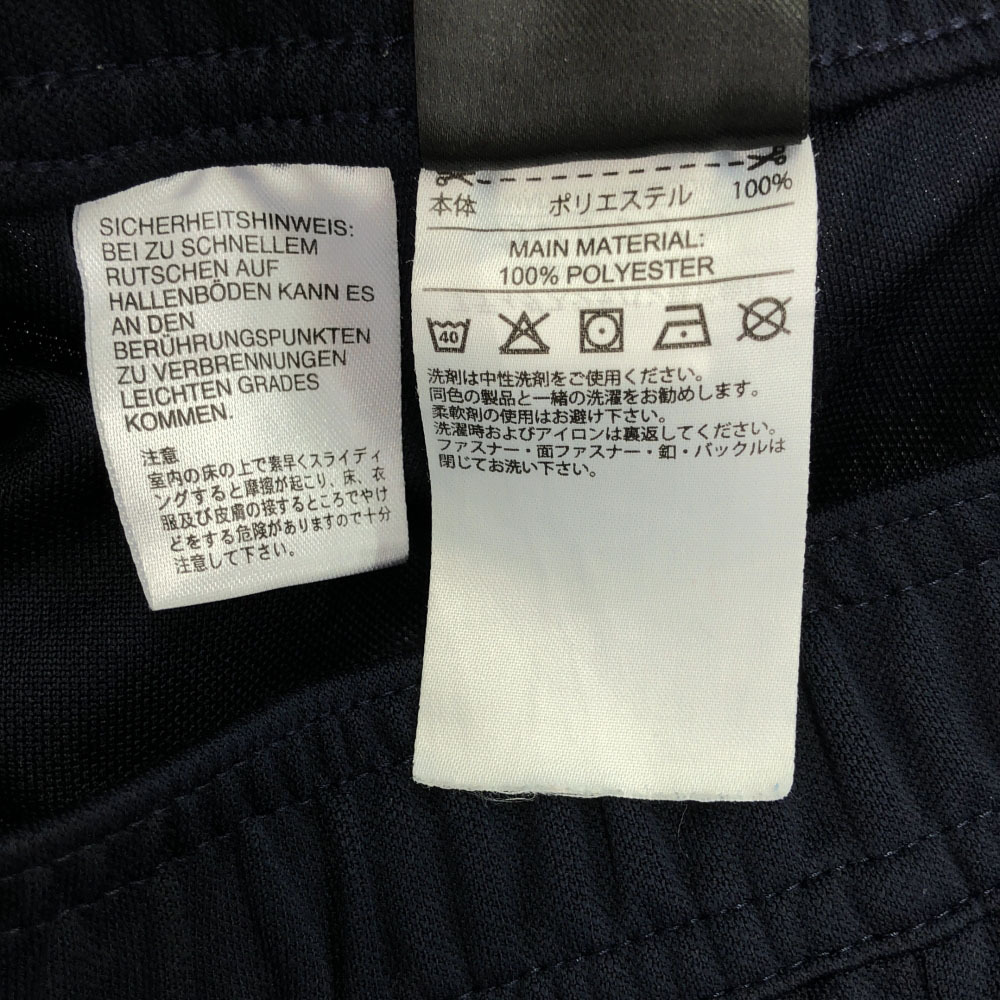 SICHERHEITSHINWEIS:
BEI ZU SCHNELLEM
RUTSCHEN AUF
HALLENBÖDEN KANN ES
AN DEN
BERÜHRUNGSPUNKTEN
ZU VERBRENNUNGEN
LEICHTEN GRADES
KOMMEN.
注意
室内の床の上で素早くスライディ
ングすると摩擦が起こり、床、衣
服及び皮膚の接するところでやけ
どをする危険がありますので十分
注意して下さい。
本体 ポリエステル 100%
MAIN MATERIAL:
100% POLYESTER
40
洗剤は中性洗剤をご使用ください。
同色の製品と一緒の洗濯をお勧めします。
柔軟剤の使用はお避け下さい。
洗濯時およびアイロンは裏返してください。
ファスナー・面ファスナー・釦・バックルは
閉じてお洗い下さい。